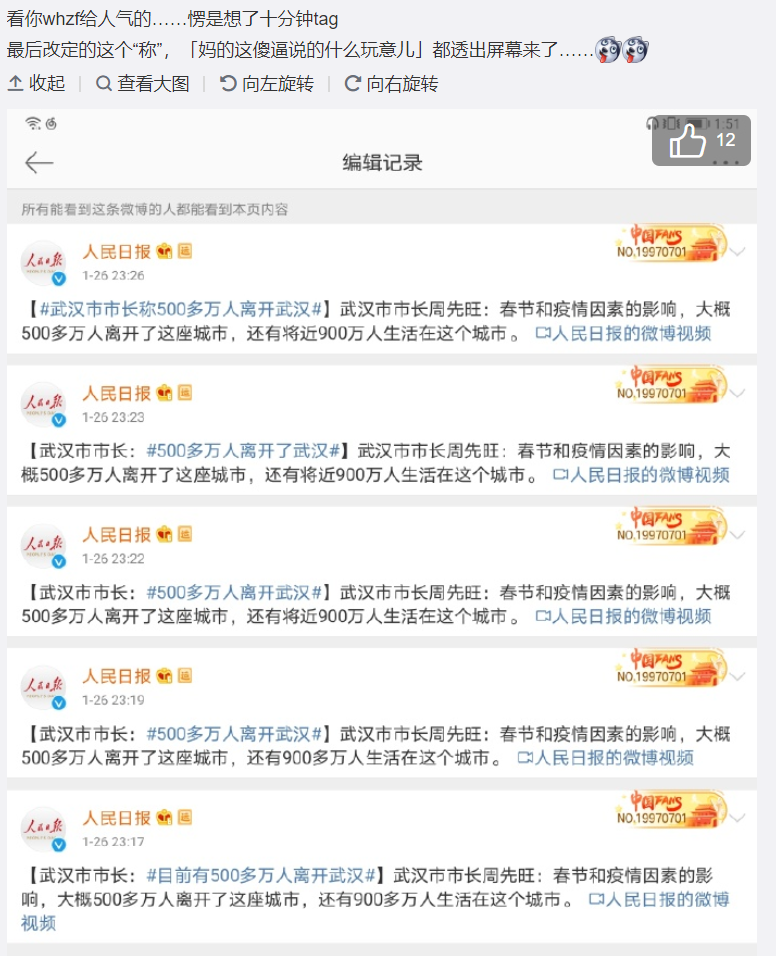 看你whzf给人气的……愣是想了十分钟tag
最后改定的这个“称”，「妈的这傻逼说的什么玩意儿」都透出屏幕来了……
收起 查看大图 向左旋转 向右旋转
1:51
编辑记录
12
所有能看到这条微博的人都能看到本页内容
人民日报
中国FANS
NO.19970701
1-26 23:26
【#武汉市市长称500多万人离开武汉#】武汉市市长周先旺：春节和疫情因素的影响，大概
500多万人离开了这座城市，还有将近900万人生活在这个城市。 人民日报的微博视频
人民日报
中国FANS
NO.19970701
1-26 23:23
【武汉市市长：#500多万人离开了武汉#】武汉市市长周先旺：春节和疫情因素的影响，大
概500多万人离开了这座城市，还有将近900万人生活在这个城市。 人民日报的微博视频
人民日报
中国FANS
NO.19970701
1-26 23:22
【武汉市市长：#500多万人离开武汉#】武汉市市长周先旺：春节和疫情因素的影响，大概
500多万人离开了这座城市，还有将近900万人生活在这个城市。 人民日报的微博视频
人民日报
中国FANS
NO.19970701
1-26 23:19
【武汉市市长：#500多万人离开武汉#】武汉市市长周先旺：春节和疫情因素的影响，大概
500多万人离开了这座城市，还有900多万人生活在这个城市。 人民日报的微博视频
人民日报
中国FANS
NO.19970701
1-26 23:17
【武汉市市长：#目前有500多万人离开武汉#】武汉市市长周先旺：春节和疫情因素的影
响，大概500多万人离开了这座城市，还有900多万人生活在这个城市。 人民日报的微博
视频